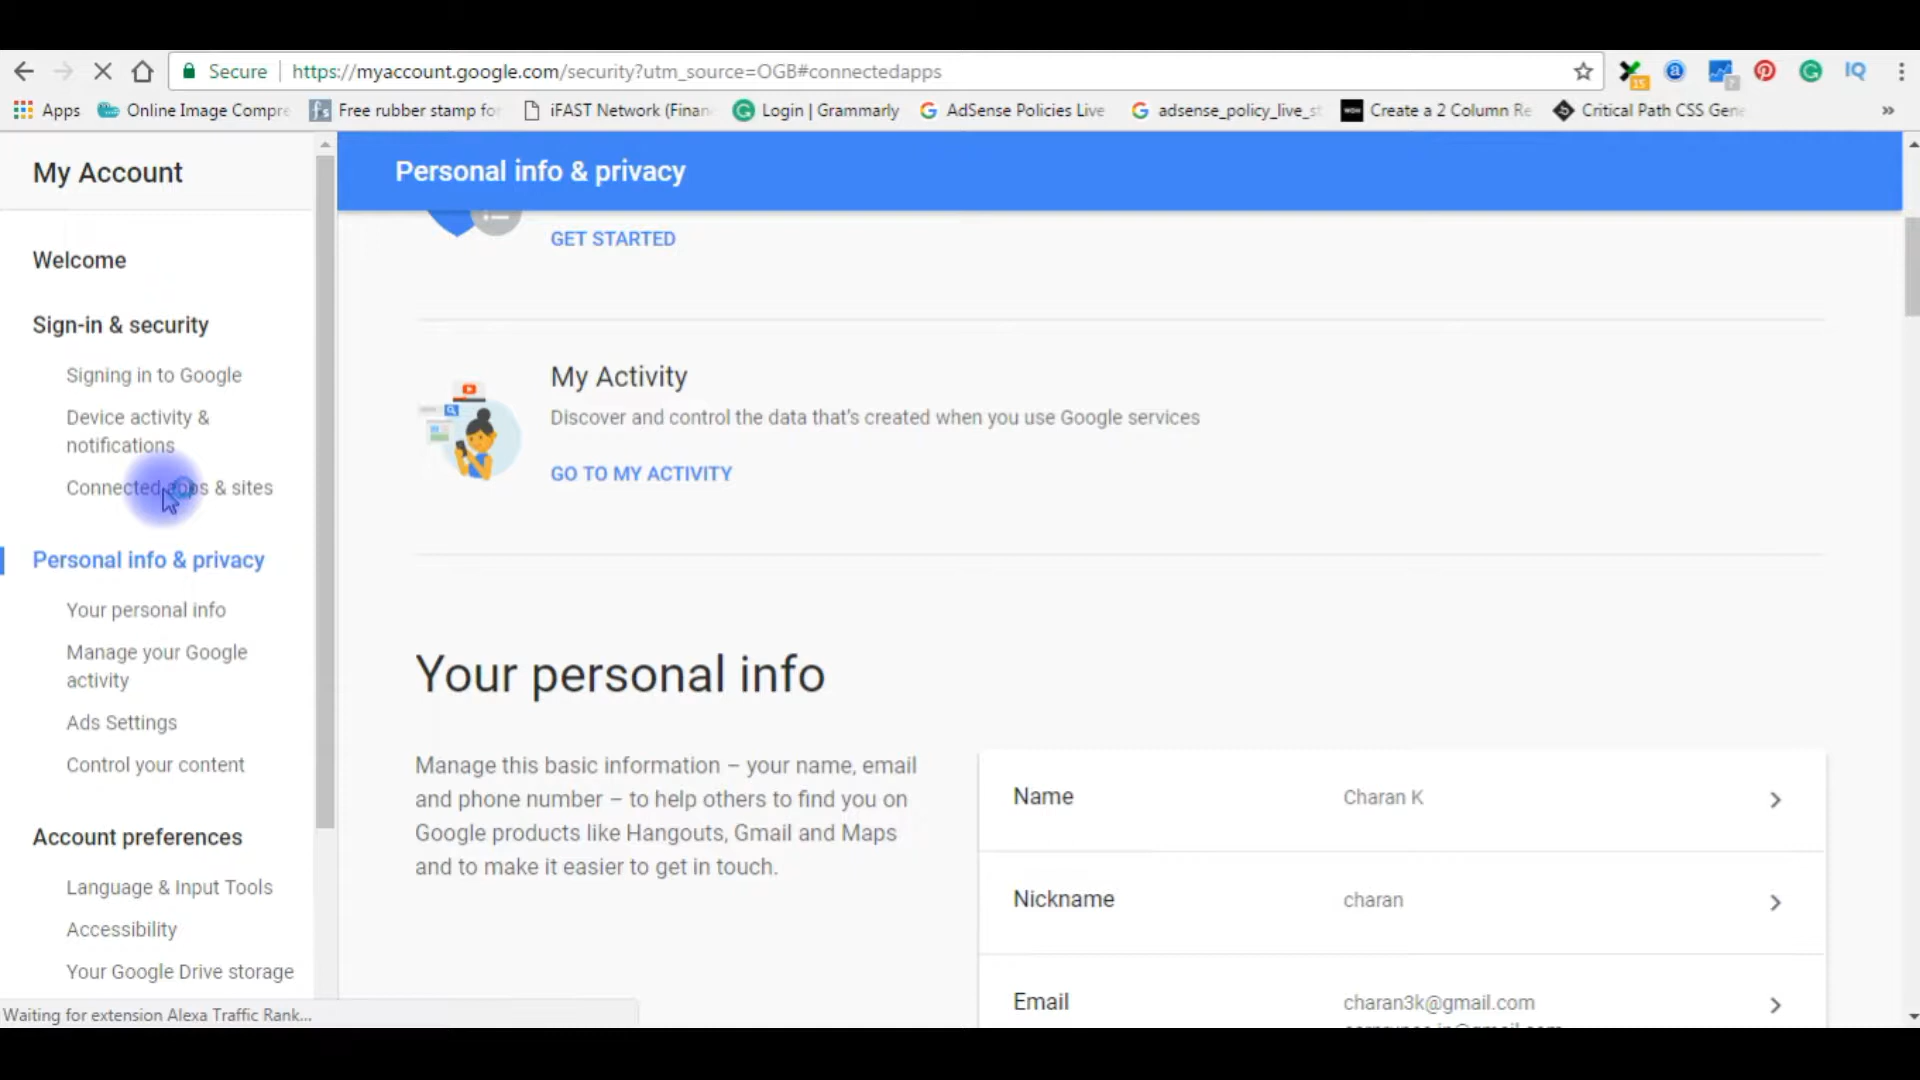 Secure https://myaccount.google.com/security?utm_source=OGB#connectedapps
15
a
?
IQ
Apps Online Image Compre Free rubber stamp fo iFAST Network (Finan Login | Grammarly AdSense Policies Live adsense_policy_live_s Create a 2 Column Re Critical Path CSS Gene »
My Account
Personal info & privacy
Welcome
Sign-in & security
Signing in to Google
Device activity &
notifications
Connected apps & sites
Personal info & privacy
Your personal info
Manage your Google
activity
Ads Settings
Control your content
Account preferences
Language & Input Tools
Accessibility
Your Google Drive storage
Waiting for extension Alexa Traffic Rank...
GET STARTED
My Activity
Discover and control the data that's created when you use Google services
GO TO MY ACTIVITY
Your personal info
Manage this basic information – your name, email
and phone number – to help others to find you on
Google products like Hangouts, Gmail and Maps
and to make it easier to get in touch.
Name Charan K
Nickname charan
Email charan3k@gmail.com